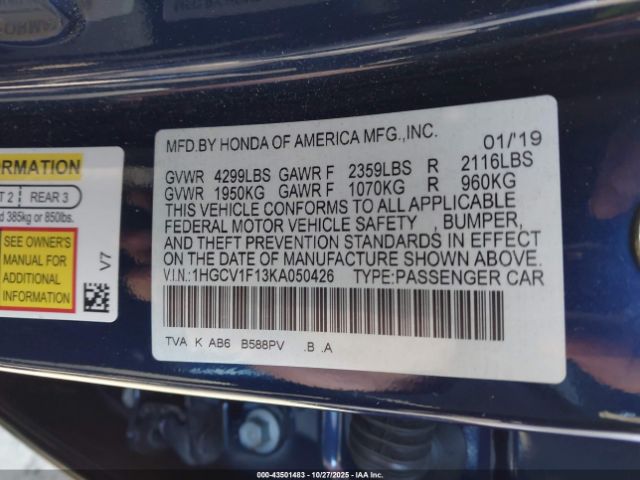 MFD.BY HONDA OF AMERICA MFG.,INC. 01/'19
GVWR 4299LBS GAWR F 2359LBS R 2116LBS
GVWR 1950KG GAWR F 1070KG R 960KG
THIS VEHICLE CONFORMS TO ALL APPLICABLE
FEDERAL MOTOR VEHICLE SAFETY , BUMPER,
AND THEFT PREVENTION STANDARDS IN EFFECT
ON THE DATE OF MANUFACTURE SHOWN ABOVE.
V.I.N.:1HGCV1F13KA050426 TYPE:PASSENGER CAR
TVA K AB6 B588PV .B .A
2 REAR 3
385kg or 850lbs.
SEE OWNER'S
MANUAL FOR
ADDITIONAL
INFORMATION
V7
000-43501483 - 10/27/2025 - IAA Inc.